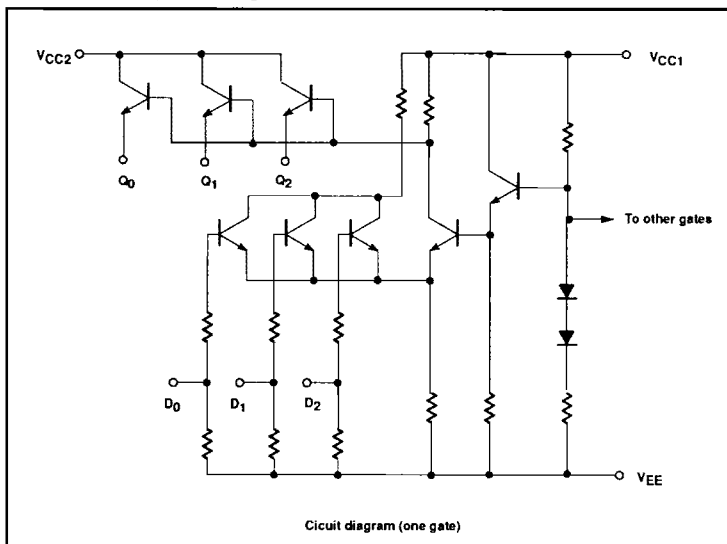 VCC2
VCC1
Q0
Q1
Q2
To other gates
D0
D1
D2
VEE
Cicuit diagram (one gate)